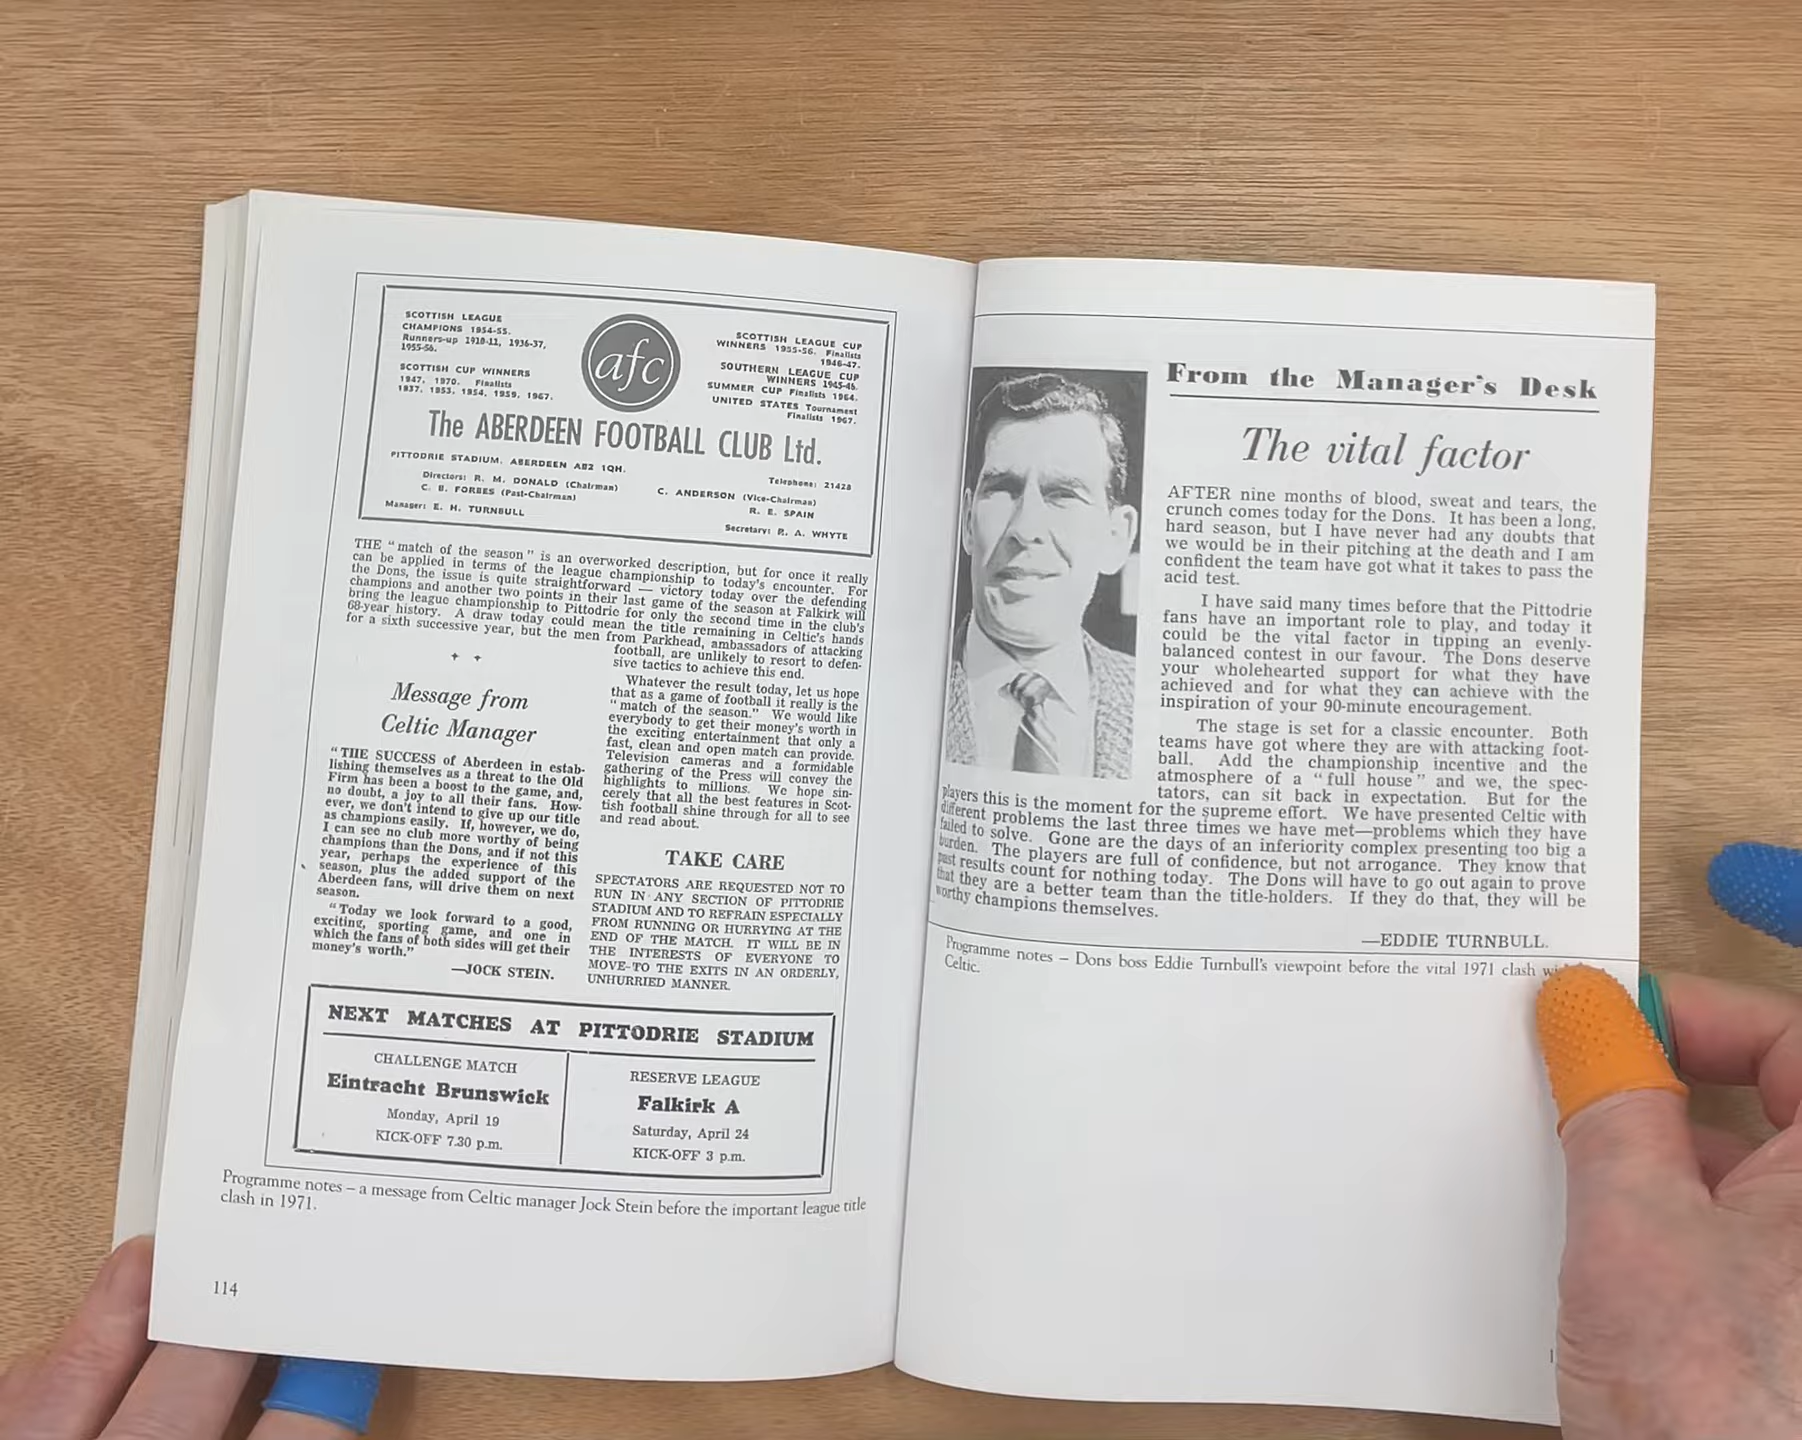 SCOTTISH LEAGUE
CHAMPIONS 1954-55.
Runners-up 1910-11, 1936-37,
1955-56.
SCOTTISH CUP WINNERS
1947, 1970. Finalists
1937, 1953, 1954, 1959, 1967.
afc
SCOTTISH LEAGUE CUP
WINNERS 1955-56. Finalists
1946-47.
SOUTHERN LEAGUE CUP
WINNERS 1945-46.
SUMMER CUP Finalists 1964.
UNITED STATES Tournament
Finalists 1967.
The ABERDEEN FOOTBALL CLUB Ltd.
PITTODRIE STADIUM, ABERDEEN AB2 1QH.
Telephone: 21428
Directors: R. M. DONALD (Chairman)
C. ANDERSON (Vice-Chairman)
C. B. FORBES (Past-Chairman)
R. E. SPAIN
Manager: E. H. TURNBULL
Secretary: R. A. WHYTE
THE "match of the season" is an overworked description, but for once it really
can be applied in terms of the league championship to today's encounter. For
the Dons, the issue is quite straightforward — victory today over the defending
champions and another two points in their last game of the season at Falkirk will
bring the league championship to Pittodrie for only the second time in the club's
68-year history. A draw today could mean the title remaining in Celtic's hands
for a sixth successive year, but the men from Parkhead, ambassadors of attacking
football, are unlikely to resort to defen-
sive tactics to achieve this end.
Whatever the result today, let us hope
that as a game of football it really is the
"match of the season." We would like
everybody to get their money's worth in
the exciting entertainment that only a
fast, clean and open match can provide.
Television cameras and a formidable
gathering of the Press will convey the
highlights to millions. We hope sin-
cerely that all the best features in Scot-
tish football shine through for all to see
and read about.
Message from
Celtic Manager
"THE SUCCESS of Aberdeen in estab-
lishing themselves as a threat to the Old
Firm has been a boost to the game, and,
no doubt, a joy to all their fans. How-
ever, we don't intend to give up our title
as champions easily. If, however, we do,
I can see no club more worthy of being
champions than the Dons, and if not this
year, perhaps the experience of this
season, plus the added support of the
Aberdeen fans, will drive them on next
season.
"Today we look forward to a good,
exciting, sporting game, and one in
which the fans of both sides will get their
money's worth."
—JOCK STEIN.
TAKE CARE
SPECTATORS ARE REQUESTED NOT TO
RUN IN ANY SECTION OF PITTODRIE
STADIUM AND TO REFRAIN ESPECIALLY
FROM RUNNING OR HURRYING AT THE
END OF THE MATCH. IT WILL BE IN
THE INTERESTS OF EVERYONE TO
MOVE TO THE EXITS IN AN ORDERLY,
UNHURRIED MANNER.
NEXT MATCHES AT PITTODRIE STADIUM
CHALLENGE MATCH
Eintracht Brunswick
Monday, April 19
KICK-OFF 7.30 p.m.
RESERVE LEAGUE
Falkirk A
Saturday, April 24
KICK-OFF 3 p.m.
Programme notes – a message from Celtic manager Jock Stein before the important league title
clash in 1971.
114
From the Manager's Desk
The vital factor
AFTER nine months of blood, sweat and tears, the
crunch comes today for the Dons. It has been a long,
hard season, but I have never had any doubts that
we would be in their pitching at the death and I am
confident the team have got what it takes to pass the
acid test.
I have said many times before that the Pittodrie
fans have an important role to play, and today it
could be the vital factor in tipping an evenly-
balanced contest in our favour. The Dons deserve
your wholehearted support for what they have
achieved and for what they can achieve with the
inspiration of your 90-minute encouragement.
The stage is set for a classic encounter. Both
teams have got where they are with attacking foot-
ball. Add the championship incentive and the
atmosphere of a "full house" and we, the spec-
tators, can sit back in expectation. But for the
players this is the moment for the supreme effort. We have presented Celtic with
different problems the last three times we have met—problems which they have
failed to solve. Gone are the days of an inferiority complex presenting too big a
burden. The players are full of confidence, but not arrogance. They know that
past results count for nothing today. The Dons will have to go out again to prove
that they are a better team than the title-holders. If they do that, they will be
worthy champions themselves.
—EDDIE TURNBULL.
Programme notes – Dons boss Eddie Turnbull's viewpoint before the vital 1971 clash
Celtic.